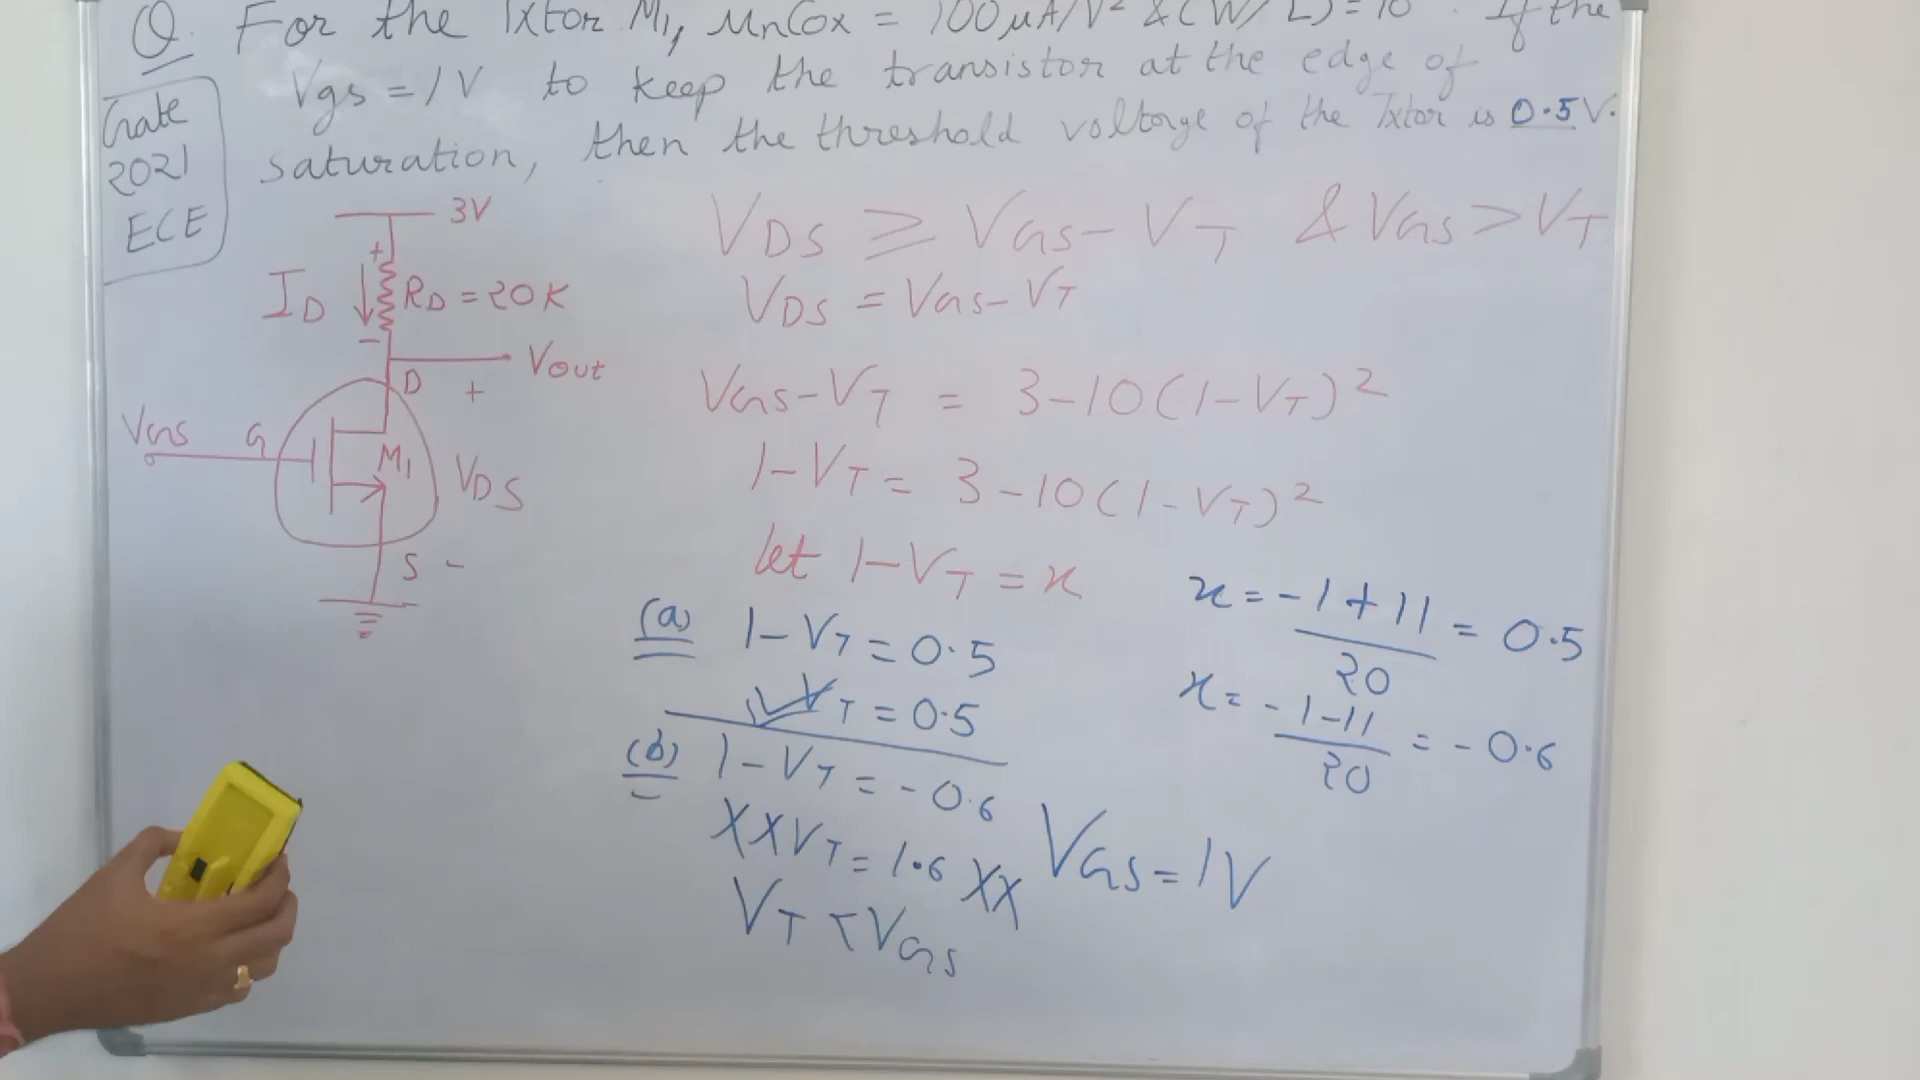 Q. For the Txtor M1, μnCox = 100μA/V² & (W/L) = 10. If the
Vgs = 1V to keep the transistor at the edge of
saturation, then the threshold voltage of the Txtor is 0.5V.
Gate
2021
ECE
3V
+
ID
RD = 20K
-
Vout
D
+
VGS
G
M1
VDS
S
-
VDS ≥ VGS - VT & VGS > VT
VDS = VGS - VT
VGS - VT = 3 - 10(1 - VT)²
1 - VT = 3 - 10(1 - VT)²
let 1 - VT = x
(a) 1 - VT = 0.5
VT = 0.5
(b) 1 - VT = -0.6
XX VT = 1.6 XX
VT < VGS
x = -1 + 11 / 20 = 0.5
x = -1 - 11 / 20 = -0.6
VGS = 1V